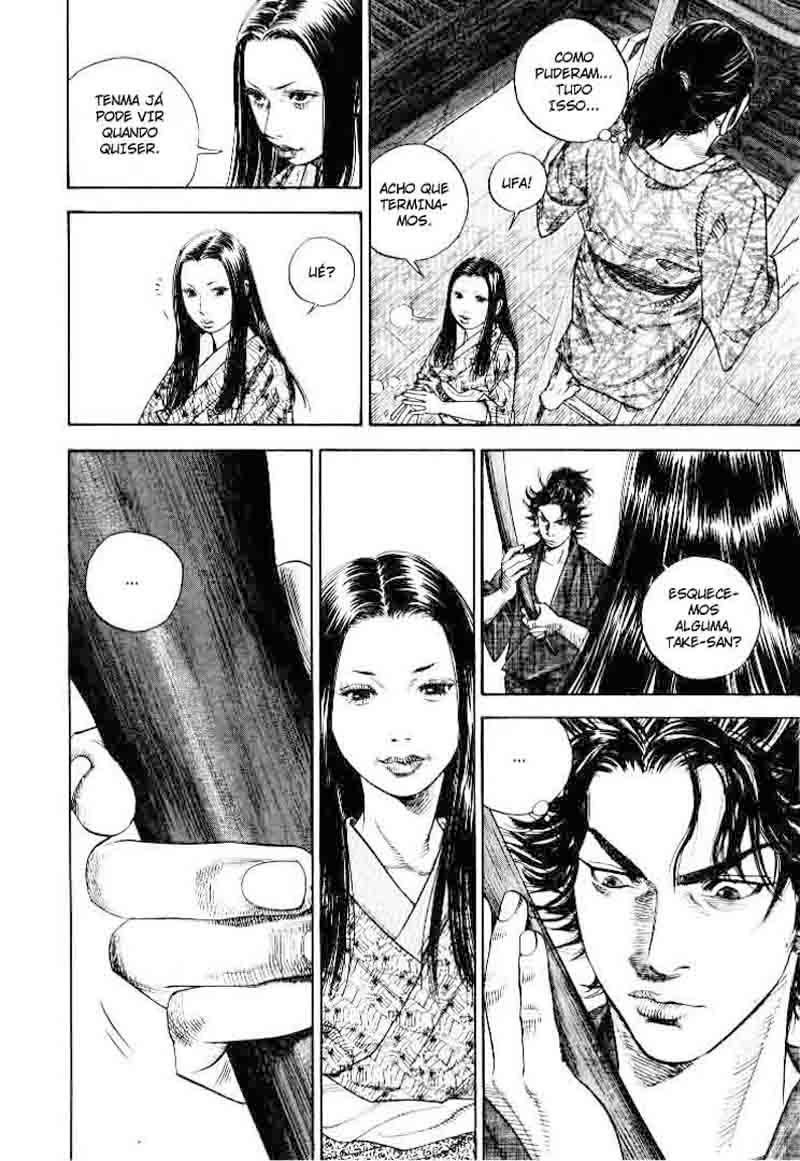 COMO
PUDERAM...
TUDO
ISSO...
UFA!
ACHO QUE
TERMINA-
MOS.
TENMA JÁ
PODE VIR
QUANDO
QUISER.
UÉ?
ESQUECE-
MOS
ALGUMA,
TAKE-SAN?
...
...